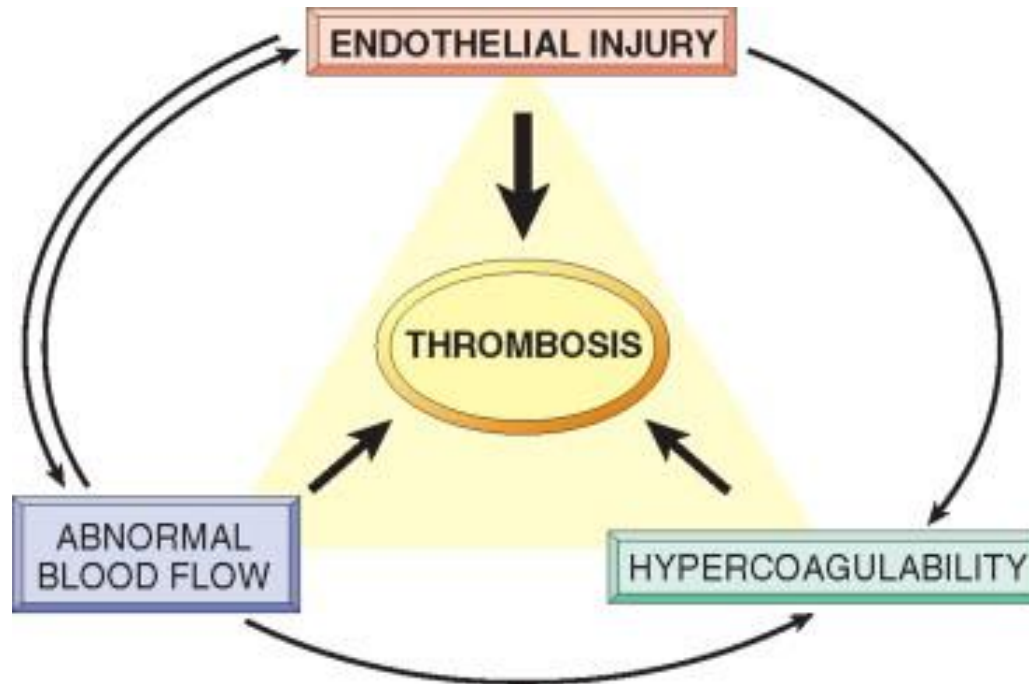 ENDOTHELIAL INJURY
THROMBOSIS
ABNORMAL
BLOOD FLOW
HYPERCOAGULABILITY